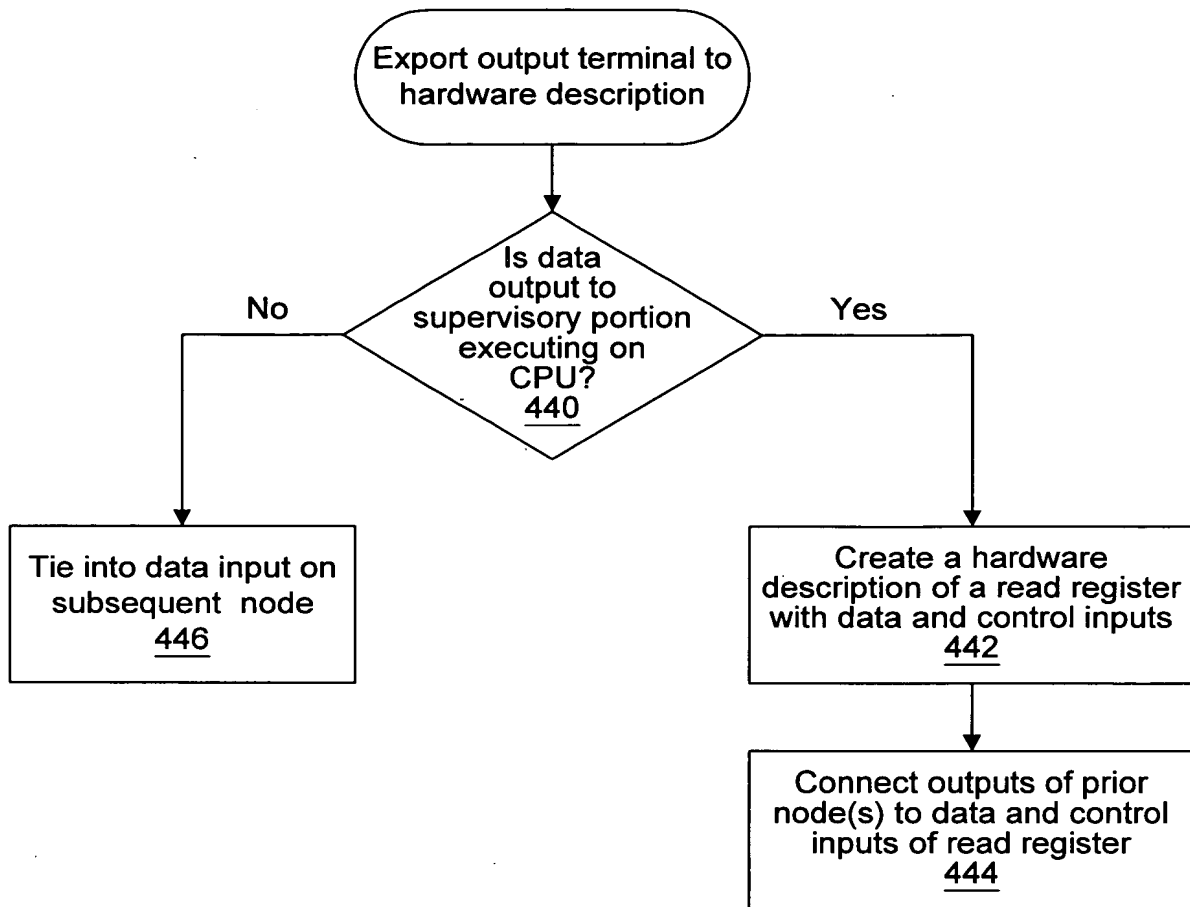 Export output terminal to
hardware description
Is data
output to
supervisory portion
executing on
CPU?
440
No
Yes
Tie into data input on
subsequent node
446
Create a hardware
description of a read register
with data and control inputs
442
Connect outputs of prior
node(s) to data and control
inputs of read register
444